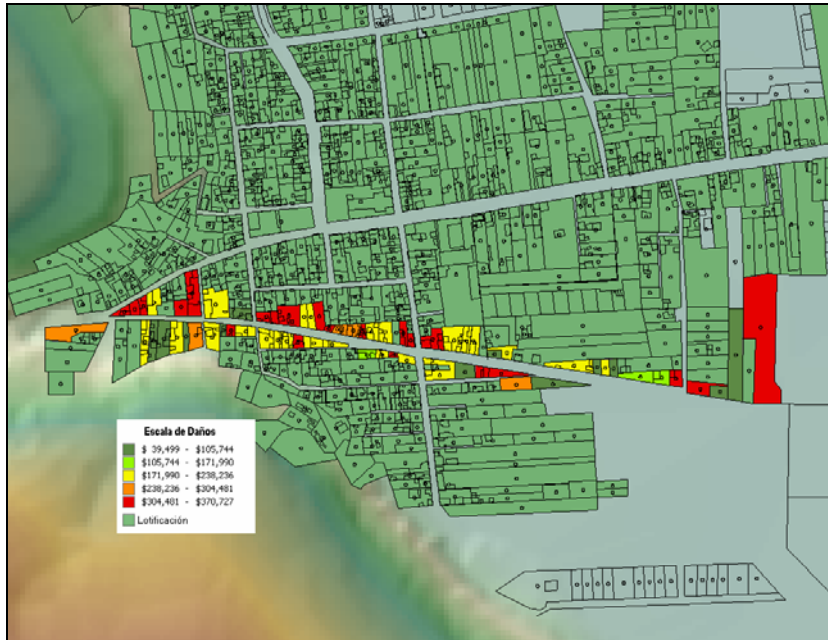 Escala de Daños
$ 39,499 - $105,744
$105,744 - $171,990
$171,990 - $238,236
$238,236 - $304,481
$304,481 - $370,727
Lotificación